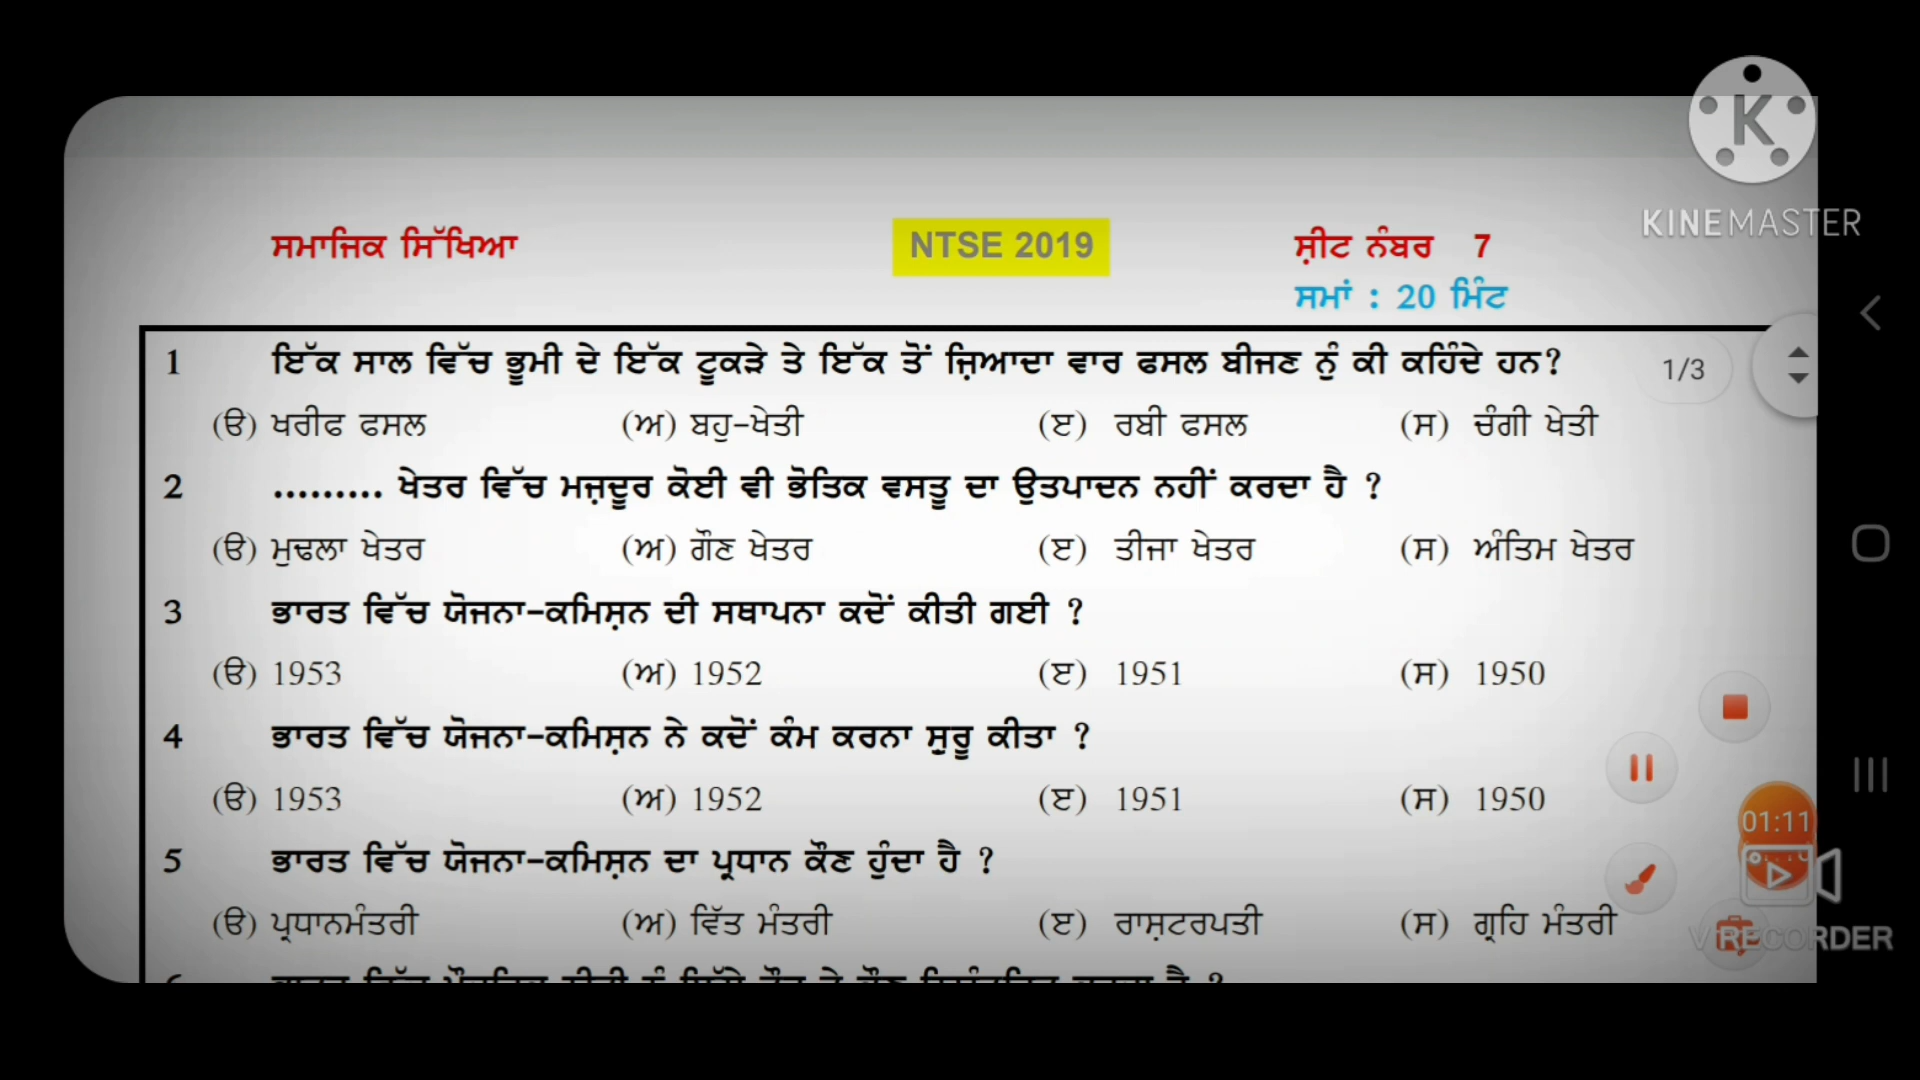 KINEMASTER
ਸਮਾਜਿਕ ਸਿੱਖਿਆ NTSE 2019 ਸ਼ੀਟ ਨੰਬਰ 7
ਸਮਾਂ : 20 ਮਿੰਟ
1 ਇੱਕ ਸਾਲ ਵਿੱਚ ਭੂਮੀ ਦੇ ਇੱਕ ਟੂਕੜੇ ਤੇ ਇੱਕ ਤੋਂ ਜ਼ਿਆਦਾ ਵਾਰ ਫਸਲ ਬੀਜਣ ਨੂੰ ਕੀ ਕਹਿੰਦੇ ਹਨ? 1/3
(ੳ) ਖਰੀਫ ਫਸਲ (ਅ) ਬਹੁ-ਖੇਤੀ (ੲ) ਰਬੀ ਫਸਲ (ਸ) ਚੰਗੀ ਖੇਤੀ
2 ......... ਖੇਤਰ ਵਿੱਚ ਮਜ਼ਦੂਰ ਕੋਈ ਵੀ ਭੋਤਿਕ ਵਸਤੂ ਦਾ ਉਤਪਾਦਨ ਨਹੀਂ ਕਰਦਾ ਹੈ ?
(ੳ) ਮੁਢਲਾ ਖੇਤਰ (ਅ) ਗੌਣ ਖੇਤਰ (ੲ) ਤੀਜਾ ਖੇਤਰ (ਸ) ਅੰਤਿਮ ਖੇਤਰ
3 ਭਾਰਤ ਵਿੱਚ ਯੋਜਨਾ-ਕਮਿਸ਼ਨ ਦੀ ਸਥਾਪਨਾ ਕਦੋਂ ਕੀਤੀ ਗਈ ?
(ੳ) 1953 (ਅ) 1952 (ੲ) 1951 (ਸ) 1950
4 ਭਾਰਤ ਵਿੱਚ ਯੋਜਨਾ-ਕਮਿਸ਼ਨ ਨੇ ਕਦੋਂ ਕੰਮ ਕਰਨਾ ਸ਼ੁਰੂ ਕੀਤਾ ?
(ੳ) 1953 (ਅ) 1952 (ੲ) 1951 (ਸ) 1950
01:11
5 ਭਾਰਤ ਵਿੱਚ ਯੋਜਨਾ-ਕਮਿਸ਼ਨ ਦਾ ਪ੍ਰਧਾਨ ਕੌਣ ਹੁੰਦਾ ਹੈ ?
(ੳ) ਪ੍ਰਧਾਨਮੰਤਰੀ (ਅ) ਵਿੱਤ ਮੰਤਰੀ (ੲ) ਰਾਸ਼ਟਰਪਤੀ (ਸ) ਗ੍ਰਹਿ ਮੰਤਰੀ
V RECORDER